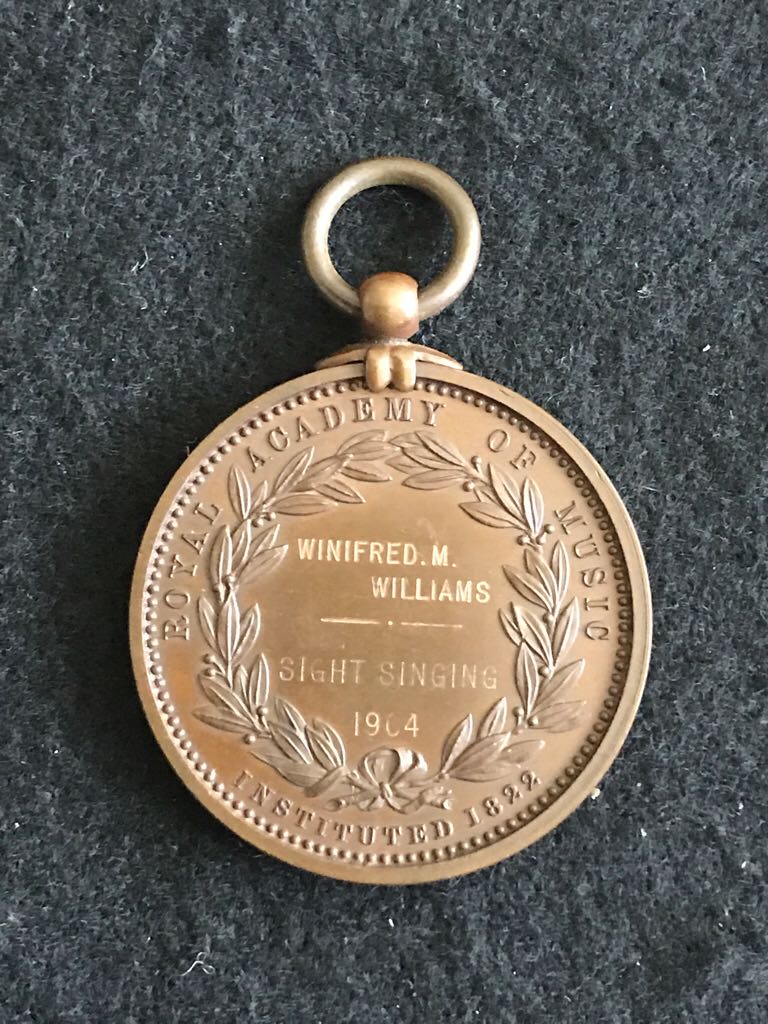 ROYAL ACADEMY OF MUSIC
WINIFRED.M.
WILLIAMS
SIGHT SINGING
1904
INSTITUTED 1822